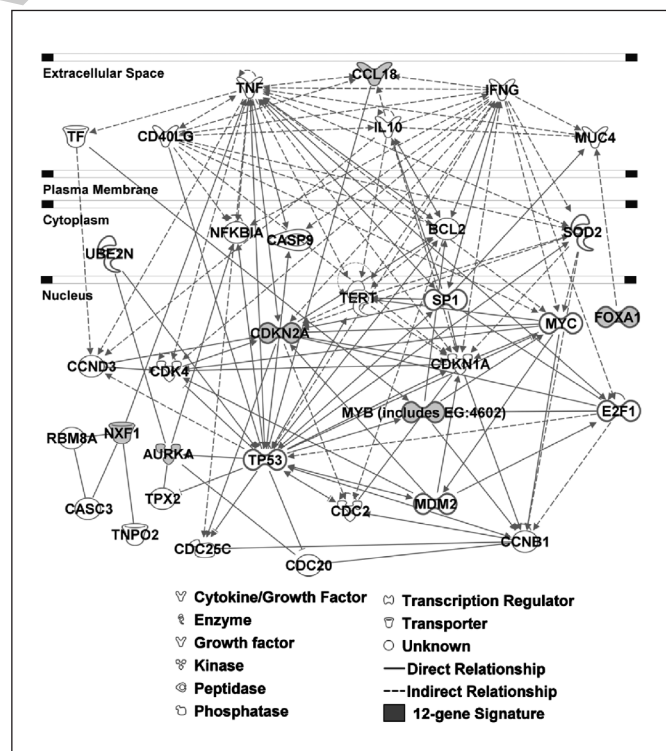 Extracellular Space
TNF
CCL18
IFNG
TF
CD40LG
IL10
MUC4
Plasma Membrane
Cytoplasm
NFKBIA
CASP9
BCL2
SOD2
UBE2N
Nucleus
TERT
SP1
MYC
FOXA1
CDKN2A
CCND3
CDK4
CDKN1A
MYB (includes EG:4602)
E2F1
RBM8A
NXF1
AURKA
TP53
CASC3
TPX2
CDC2
MDM2
TNPO2
CDC25C
CDC20
CCNB1
Cytokine/Growth Factor
Enzyme
Growth factor
Kinase
Peptidase
Phosphatase
Transcription Regulator
Transporter
Unknown
Direct Relationship
Indirect Relationship
12-gene Signature